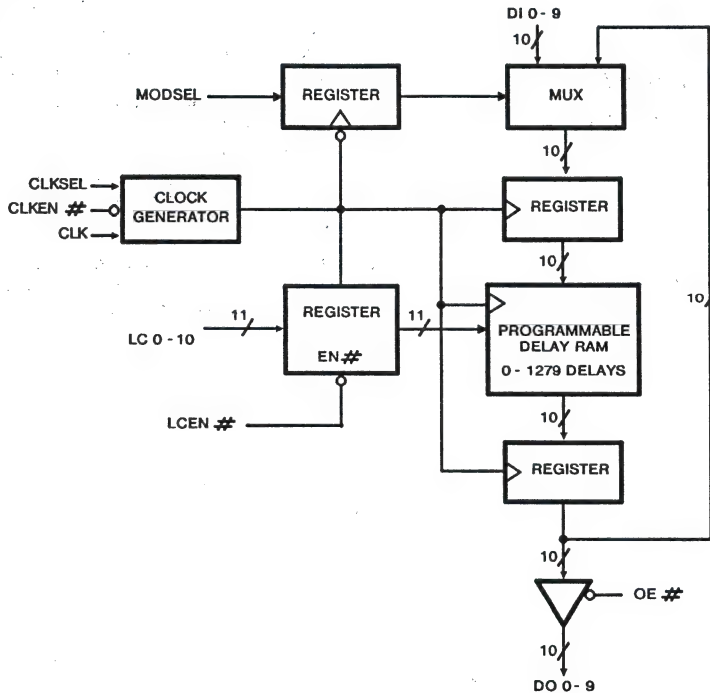 DI 0 - 9
10
MODSEL
REGISTER
MUX
10
CLKSEL
CLKEN #
CLK
CLOCK
GENERATOR
REGISTER
10
LC 0 - 10
11
REGISTER
EN #
11
PROGRAMMABLE
DELAY RAM
0 - 1279 DELAYS
10
LCEN #
10
REGISTER
10
OE #
10
DO 0 - 9